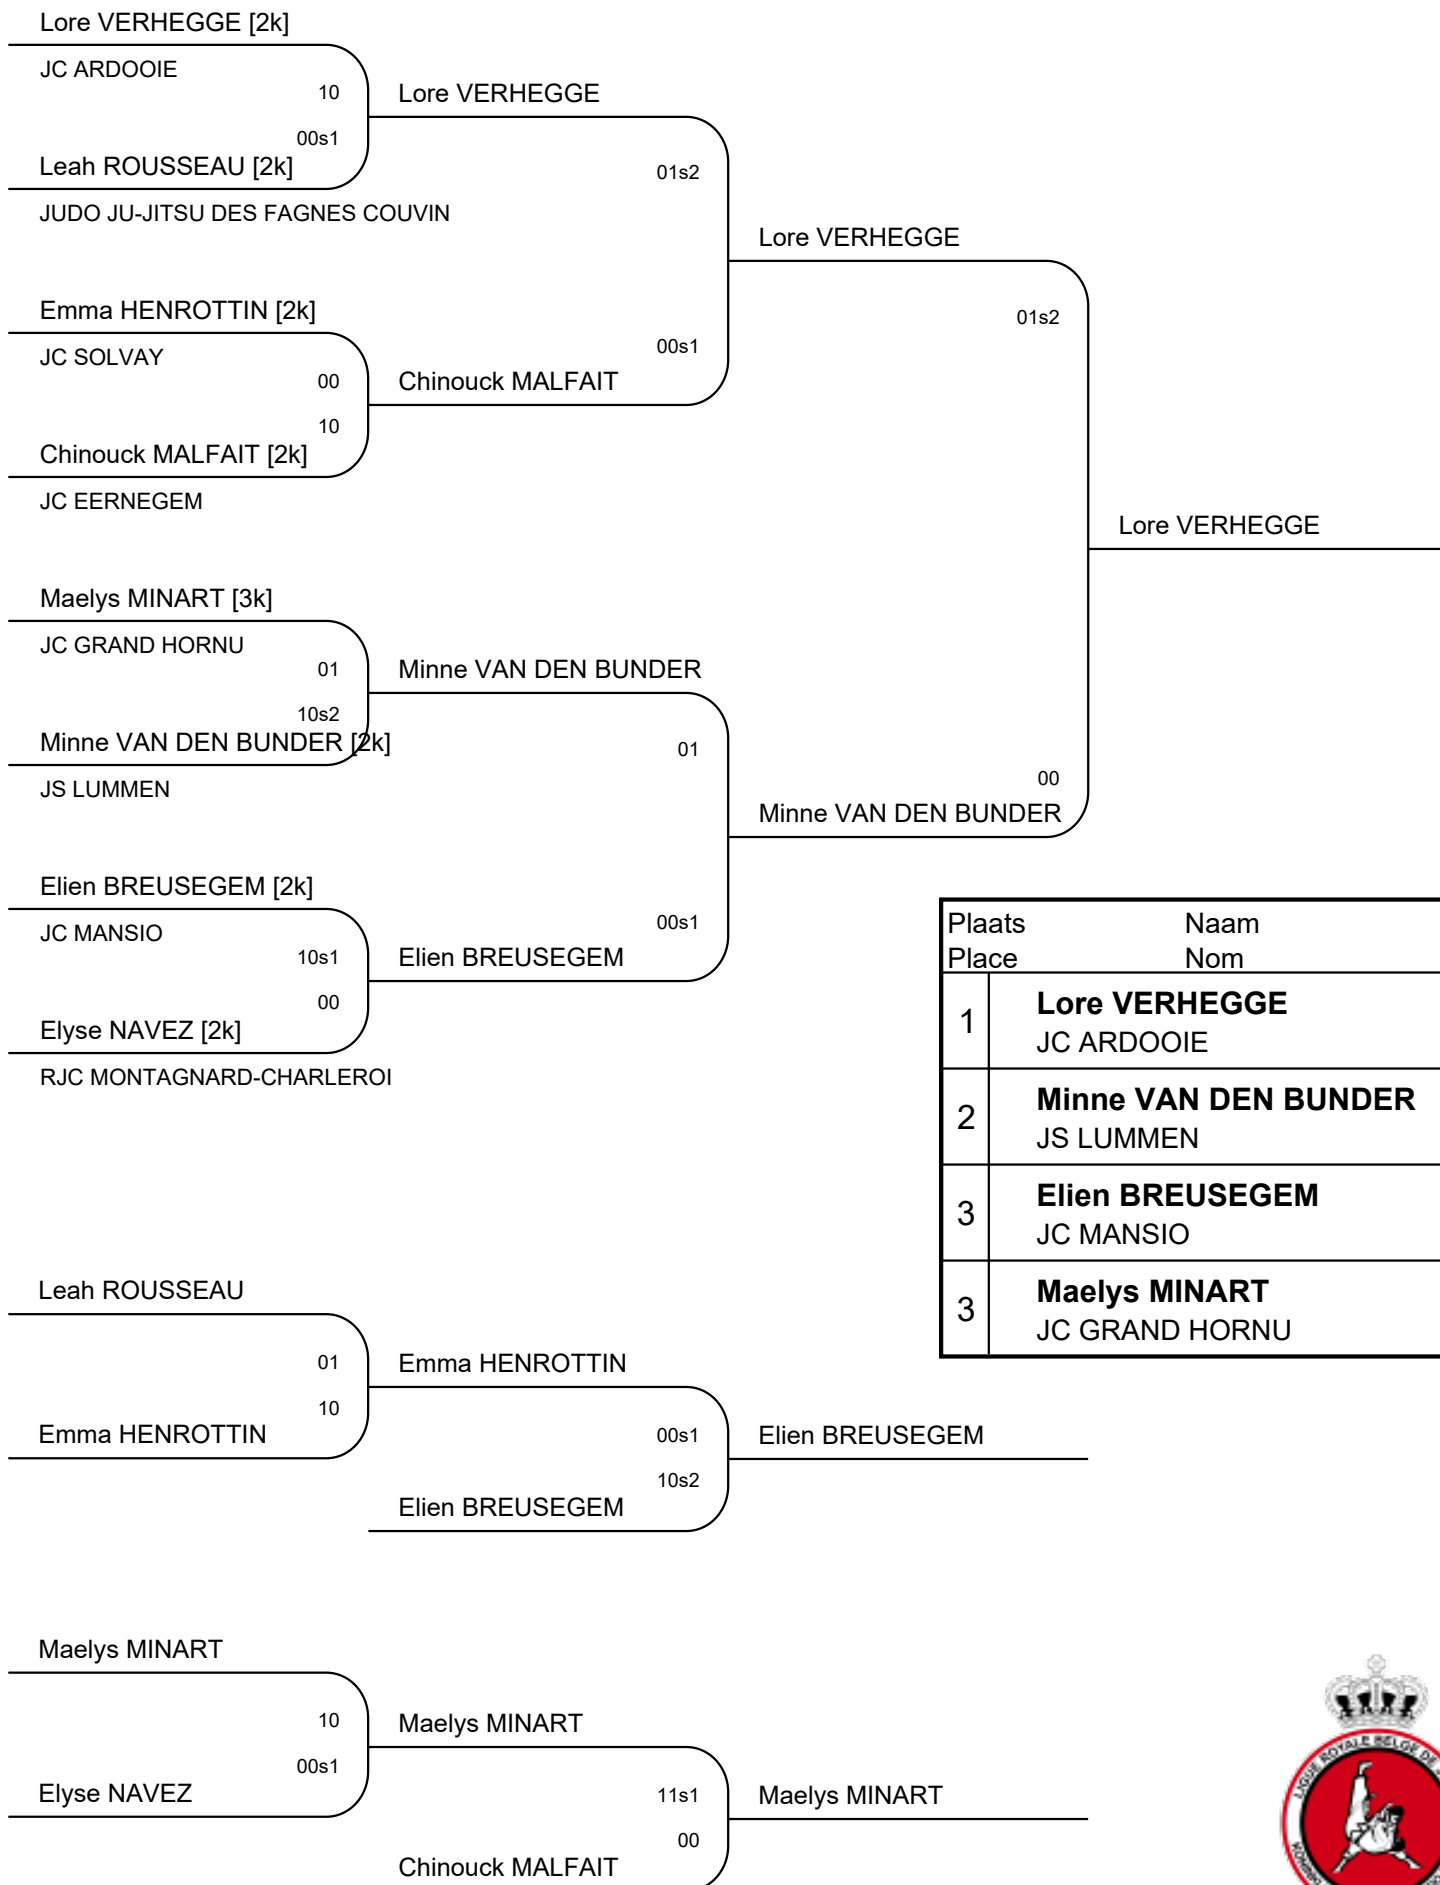 Lore VERHEGGE [2k]
JC ARDOOIE
10
00s1
Leah ROUSSEAU [2k]
JUDO JU-JITSU DES FAGNES COUVIN
Lore VERHEGGE
01s2
Emma HENROTTIN [2k]
JC SOLVAY
00
10
Chinouck MALFAIT [2k]
JC EERNEGEM
00s1
Chinouck MALFAIT
Lore VERHEGGE
01s2
Maelys MINART [3k]
JC GRAND HORNU
01
10s2
Minne VAN DEN BUNDER [2k]
JS LUMMEN
Minne VAN DEN BUNDER
01
Elien BREUSEGEM [2k]
JC MANSIO
10s1
00
Elyse NAVEZ [2k]
RJC MONTAGNARD-CHARLEROI
00s1
Elien BREUSEGEM
00
Minne VAN DEN BUNDER
Lore VERHEGGE
Plaats Naam
Place Nom
1 Lore VERHEGGE
JC ARDOOIE
2 Minne VAN DEN BUNDER
JS LUMMEN
3 Elien BREUSEGEM
JC MANSIO
3 Maelys MINART
JC GRAND HORNU
Leah ROUSSEAU
01
10
Emma HENROTTIN
Emma HENROTTIN
00s1
10s2
Elien BREUSEGEM
Elien BREUSEGEM
Maelys MINART
10
00s1
Elyse NAVEZ
Maelys MINART
11s1
00
Chinouck MALFAIT
Maelys MINART
LIGUE ROYALE BELGE DE